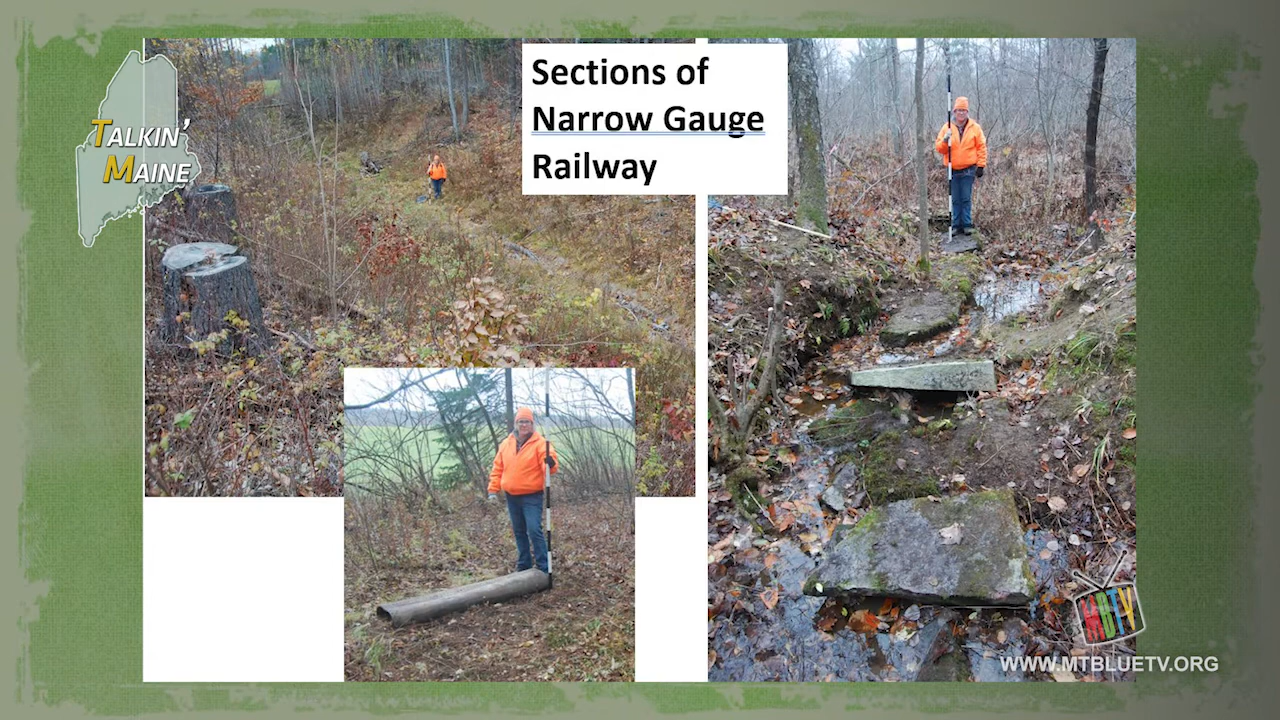 Sections of
Narrow Gauge
Railway
TALKIN'
MAINE
MBTV
WWW.MTBLUETV.ORG